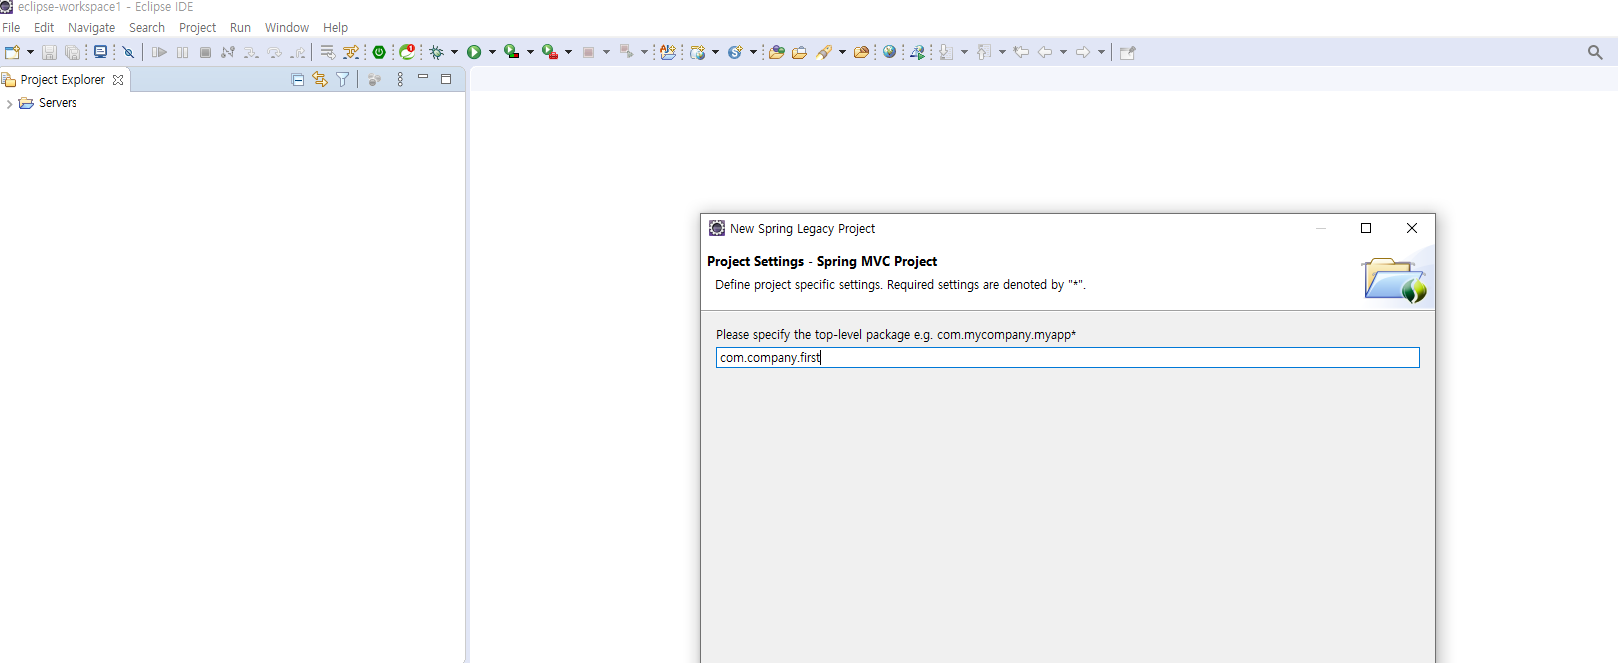 eclipse-workspace1 - Eclipse IDE
File Edit Navigate Search Project Run Window Help
Project Explorer
Servers
New Spring Legacy Project
Project Settings - Spring MVC Project
Define project specific settings. Required settings are denoted by "*".
Please specify the top-level package e.g. com.mycompany.myapp*
com.company.first